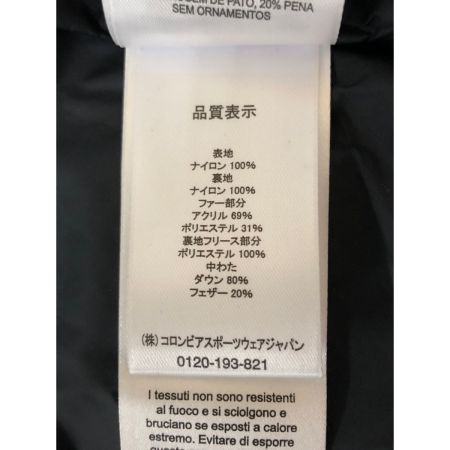 DE PATO, 20% PENA
SEM ORNAMENTOS
品質表示
表地
ナイロン 100%
裏地
ナイロン 100%
ファー部分
アクリル 69%
ポリエステル 31%
裏地フリース部分
ポリエステル 100%
中わた
ダウン 80%
フェザー 20%
(株) コロンビアスポーツウェアジャパン
0120-193-821
I tessuti non sono resistenti
al fuoco e si sciolgono e
bruciano se esposti a calore
estremo. Evitare di esporre